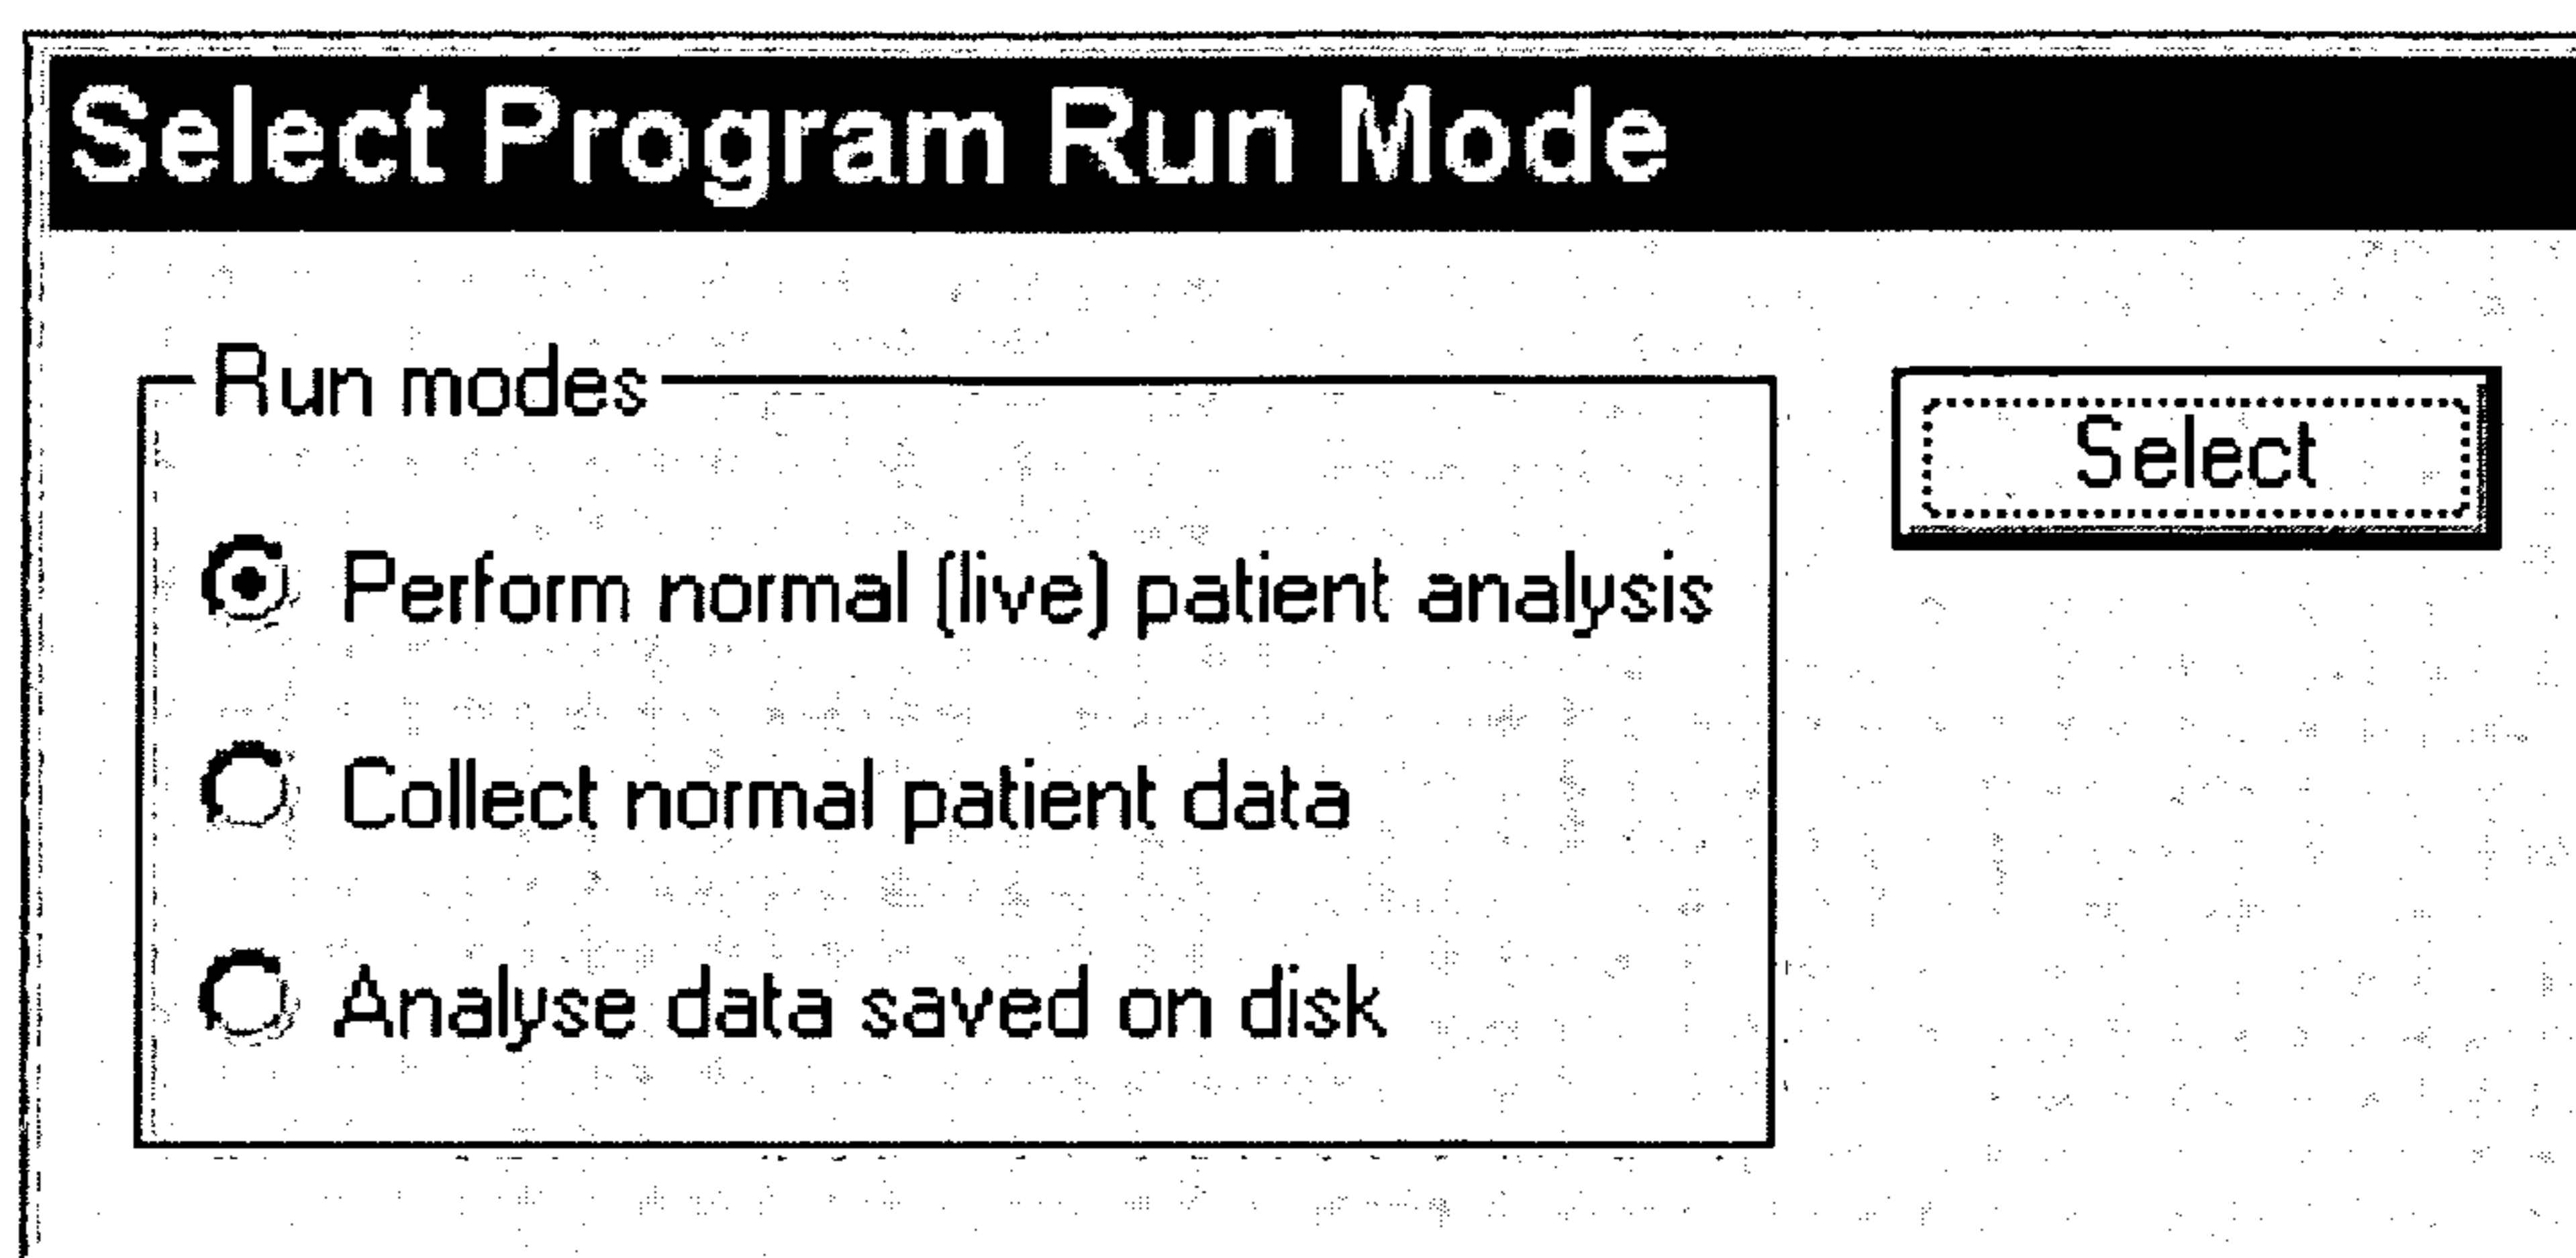 Select Program Run Mode
Run modes
Select
Perform normal (live) patient analysis
Collect normal patient data
Analyse data saved on disk